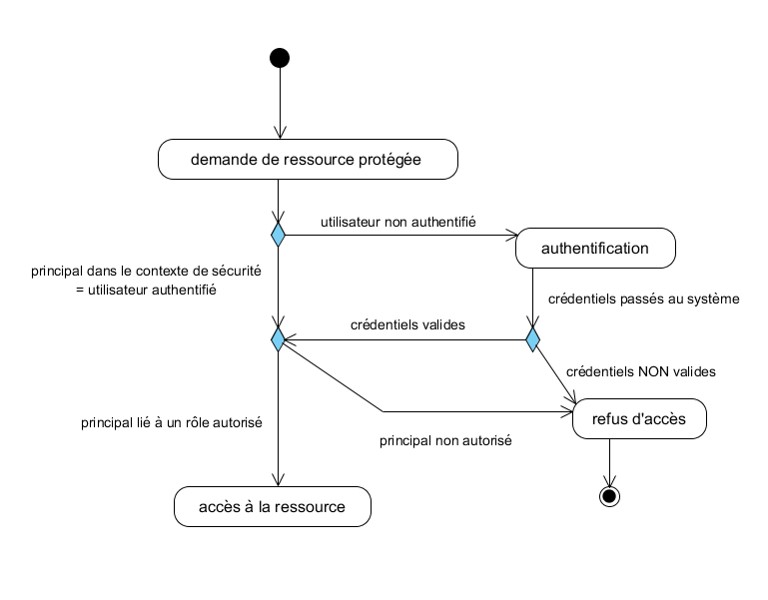 demande de ressource protégée
utilisateur non authentifié
authentification
principal dans le contexte de sécurité
= utilisateur authentifié
crédentiels passés au système
crédentiels valides
crédentiels NON valides
principal lié à un rôle autorisé
refus d'accès
principal non autorisé
accès à la ressource